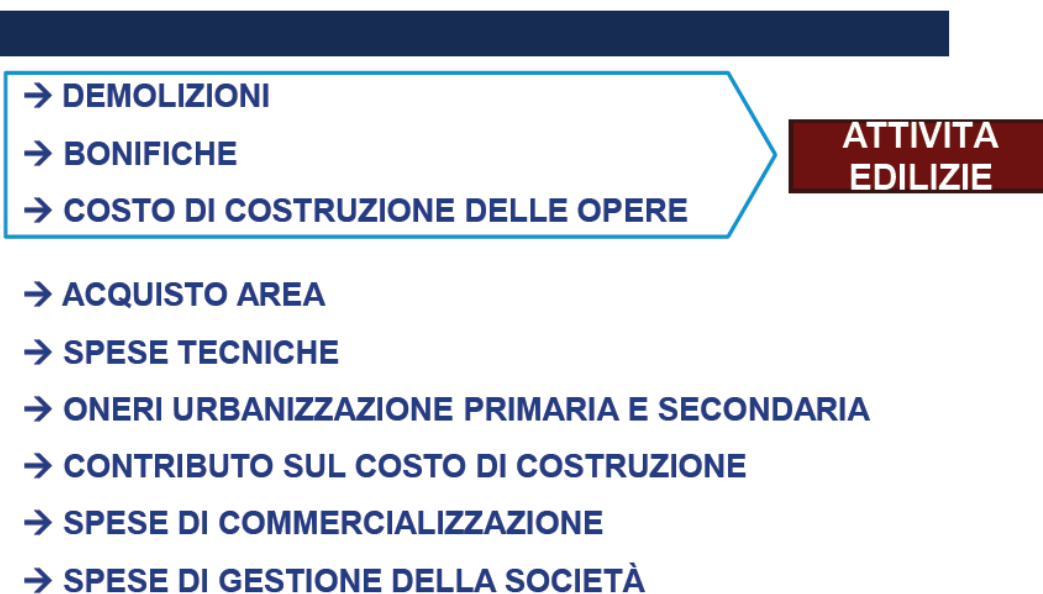 → DEMOLIZIONI
→ BONIFICHE
→ COSTO DI COSTRUZIONE DELLE OPERE
ATTIVITA
EDILIZIE
→ ACQUISTO AREA
→ SPESE TECNICHE
→ ONERI URBANIZZAZIONE PRIMARIA E SECONDARIA
→ CONTRIBUTO SUL COSTO DI COSTRUZIONE
→ SPESE DI COMMERCIALIZZAZIONE
→ SPESE DI GESTIONE DELLA SOCIETÀ